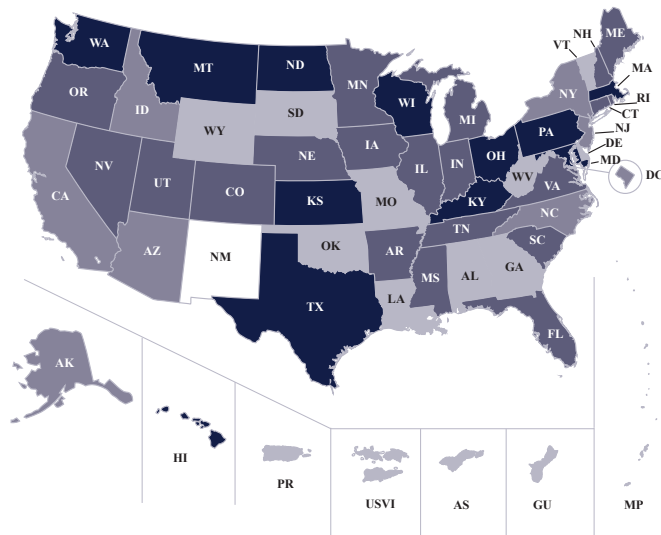 ME
NH
VT
WA
MT
ND
MN
MA
OR
ID
SD
WI
NY
RI
CT
WY
MI
NJ
PA
DE
NE
IA
MD
NV
IL
IN
OH
UT
CO
WV
VA
DC
CA
KS
MO
KY
NC
TN
AZ
NM
OK
AR
SC
MS
AL
GA
LA
TX
FL
AK
HI
PR
USVI
AS
GU
MP